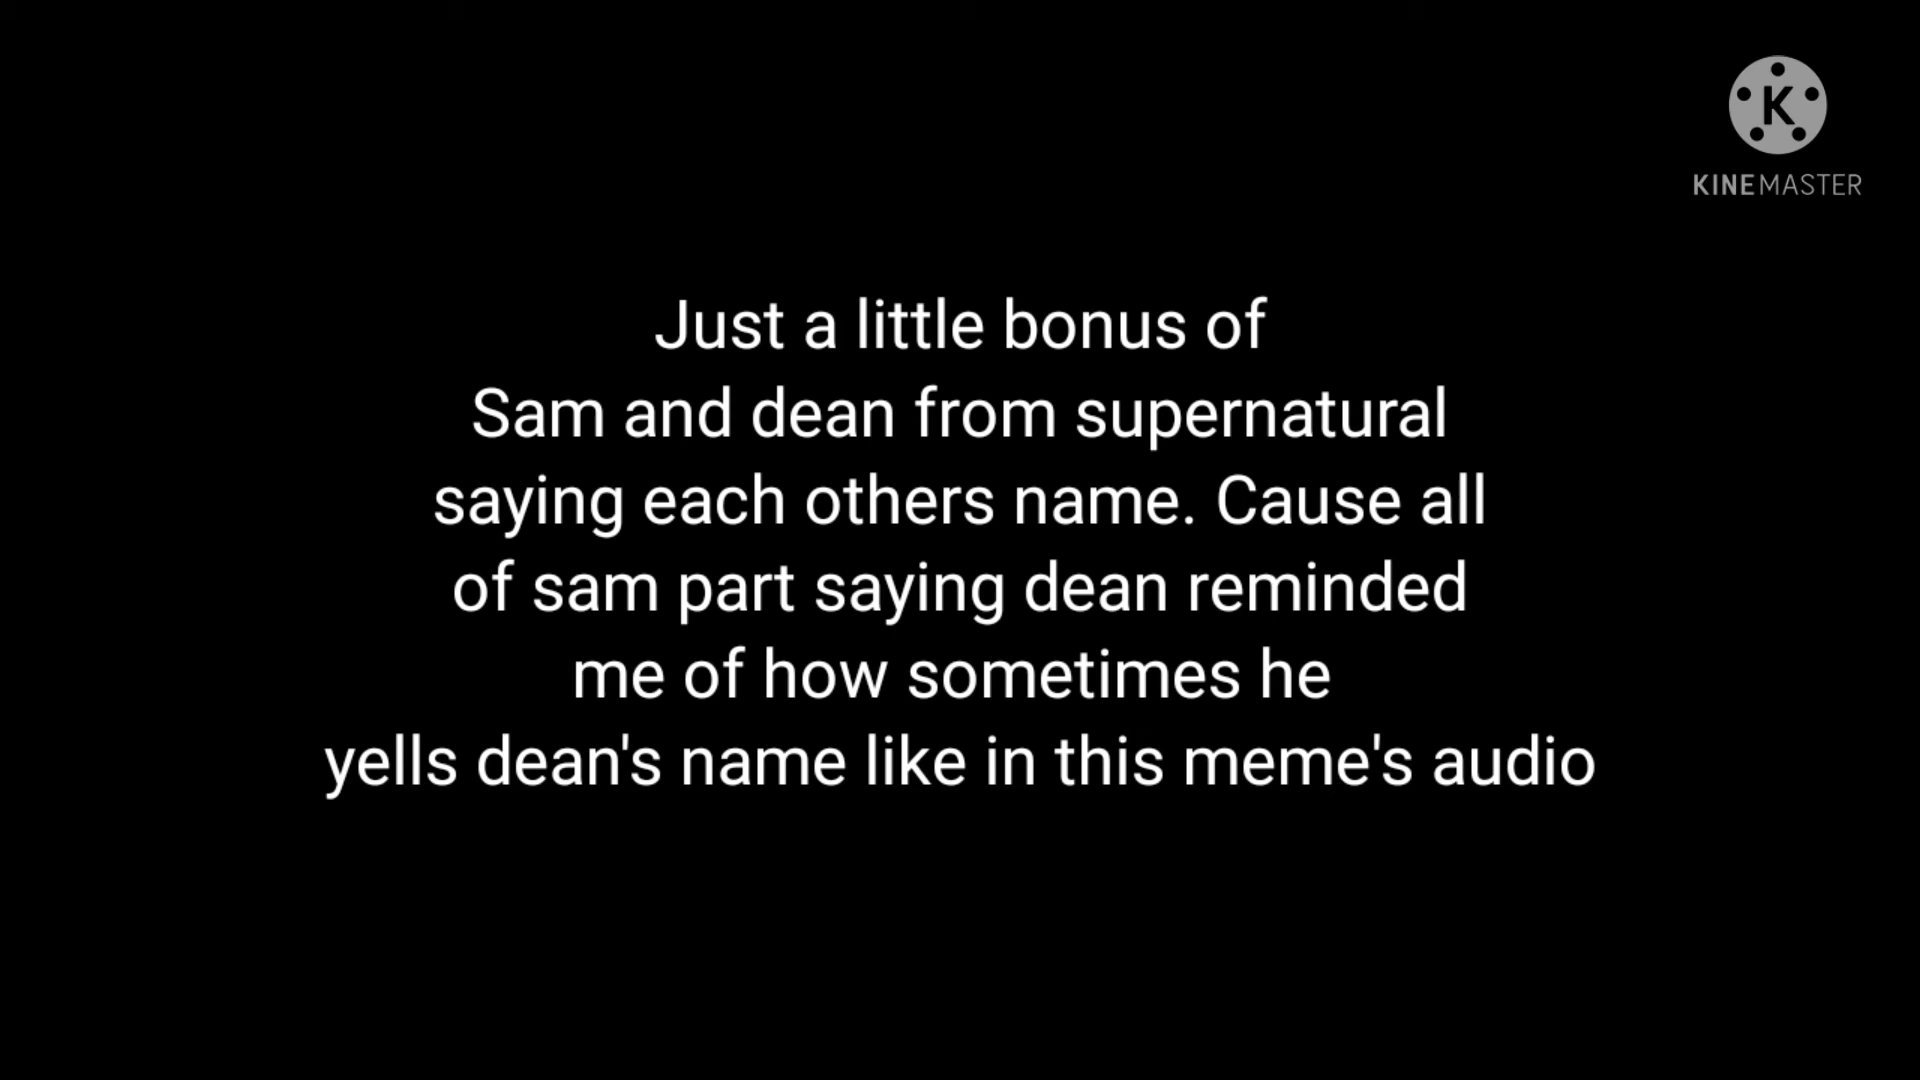 K
KINEMASTER
Just a little bonus of
Sam and dean from supernatural
saying each others name. Cause all
of sam part saying dean reminded
me of how sometimes he
yells dean's name like in this meme's audio